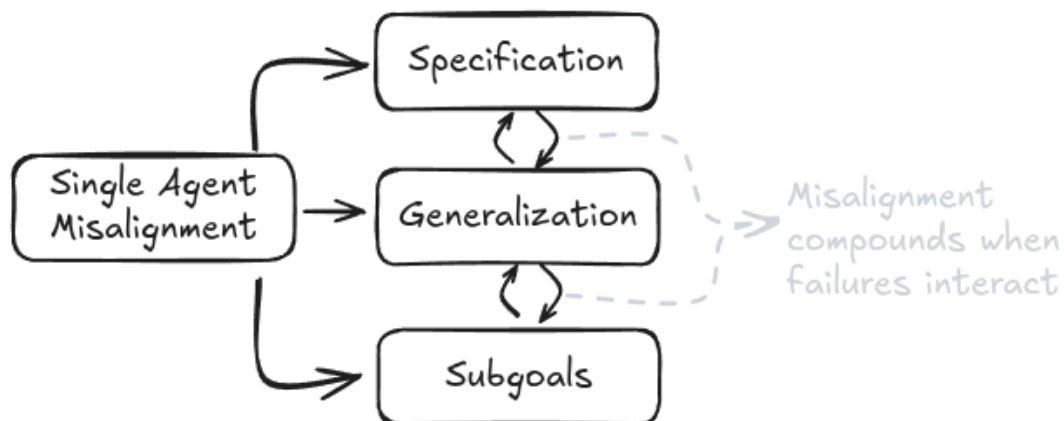 Specification
Single Agent
Misalignment
Generalization
Misalignment
compounds when
failures interact
Subgoals